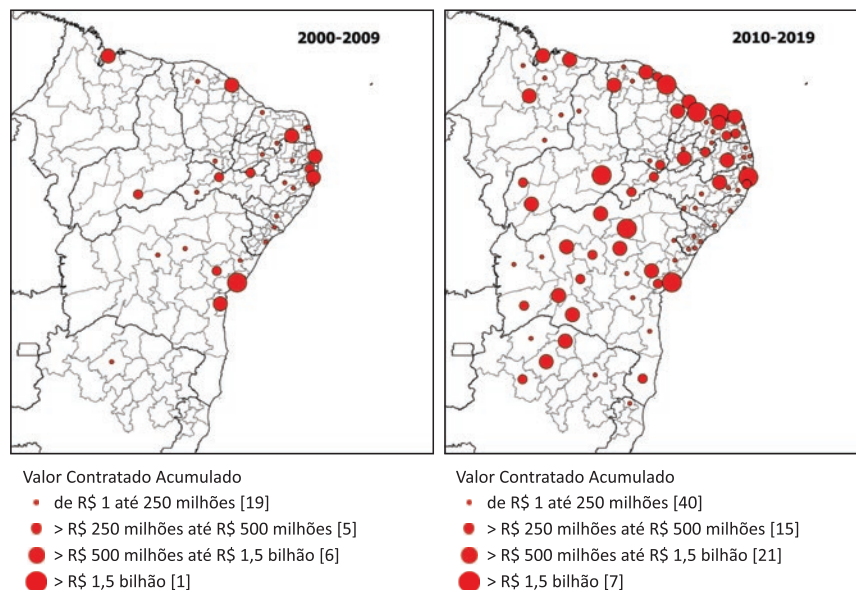 2000-2009
2010-2019
Valor Contratado Acumulado
de R$ 1 até 250 milhões [19]
> R$ 250 milhões até R$ 500 milhões [5]
> R$ 500 milhões até R$ 1,5 bilhão [6]
> R$ 1,5 bilhão [1]
Valor Contratado Acumulado
de R$ 1 até 250 milhões [40]
> R$ 250 milhões até R$ 500 milhões [15]
> R$ 500 milhões até R$ 1,5 bilhão [21]
> R$ 1,5 bilhão [7]